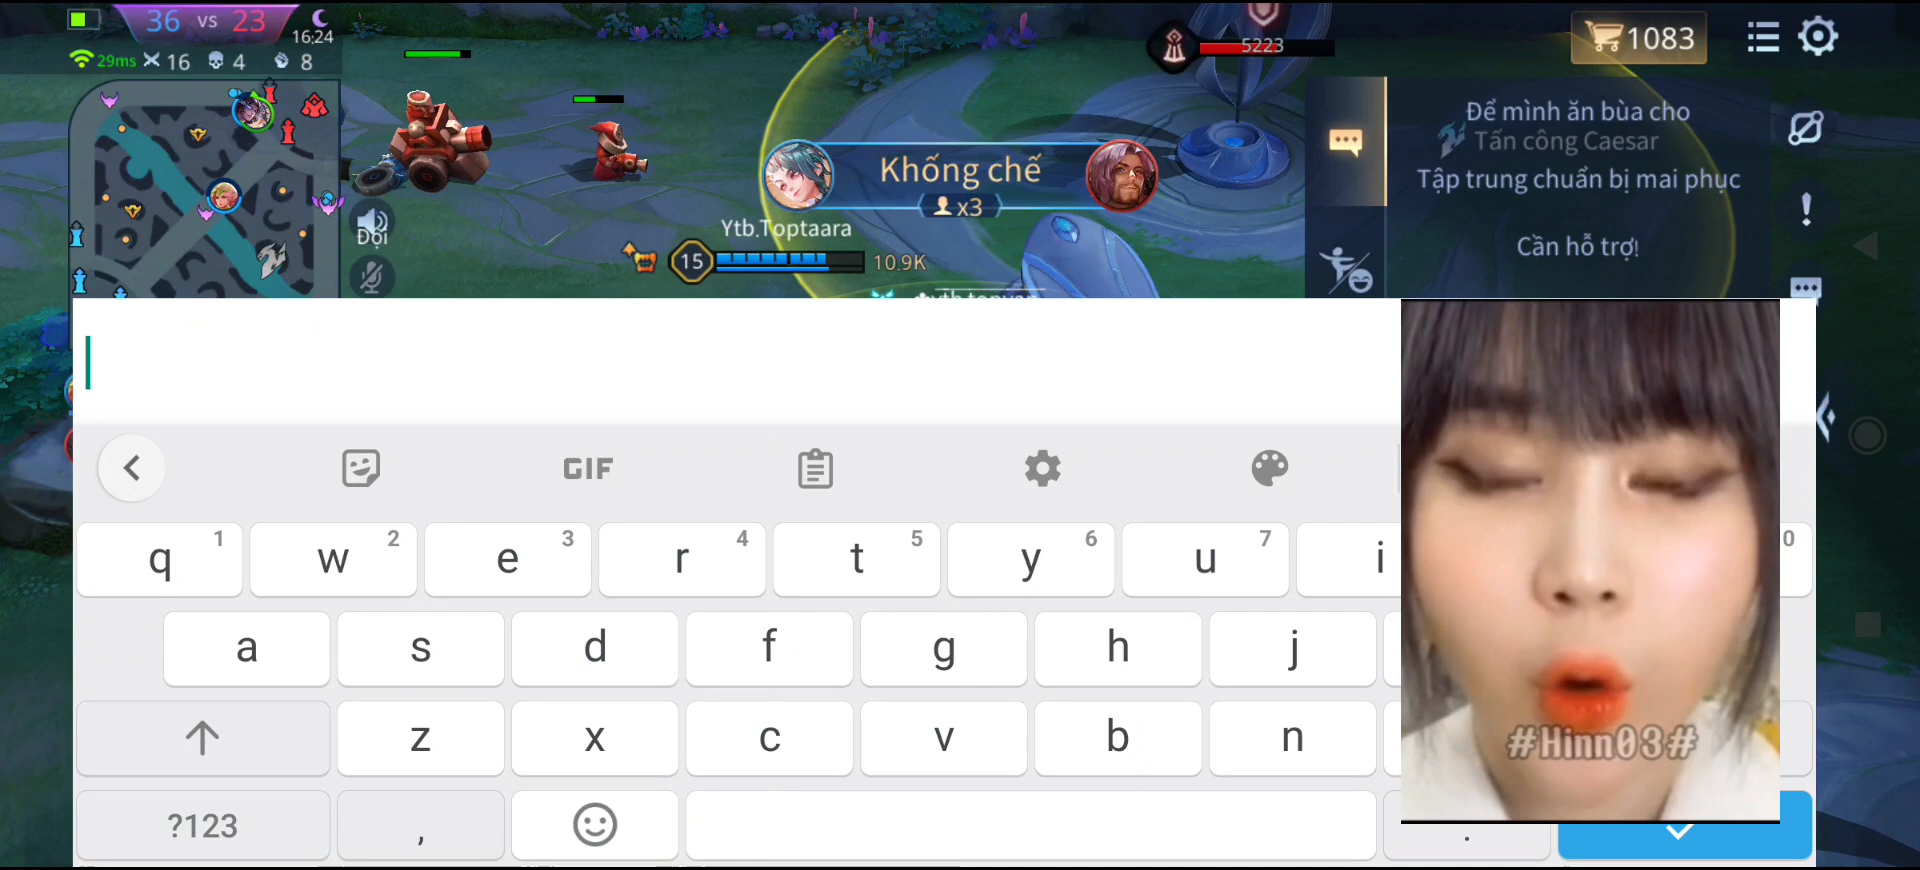 36 vs 23
16:24
29ms 16 4 8
5223
1083
Để mình ăn bùa cho
Tấn công Caesar
Tập trung chuẩn bị mai phục
Cần hỗ trợ!
Khống chế
x3
Đội
Ytb.Toptaara
15
10.9K
GIF
q 1 w 2 e 3 r 4 t 5 y 6 u 7 i 0
a s d f g h j
z x c v b n
#Hinn03#
?123 , .